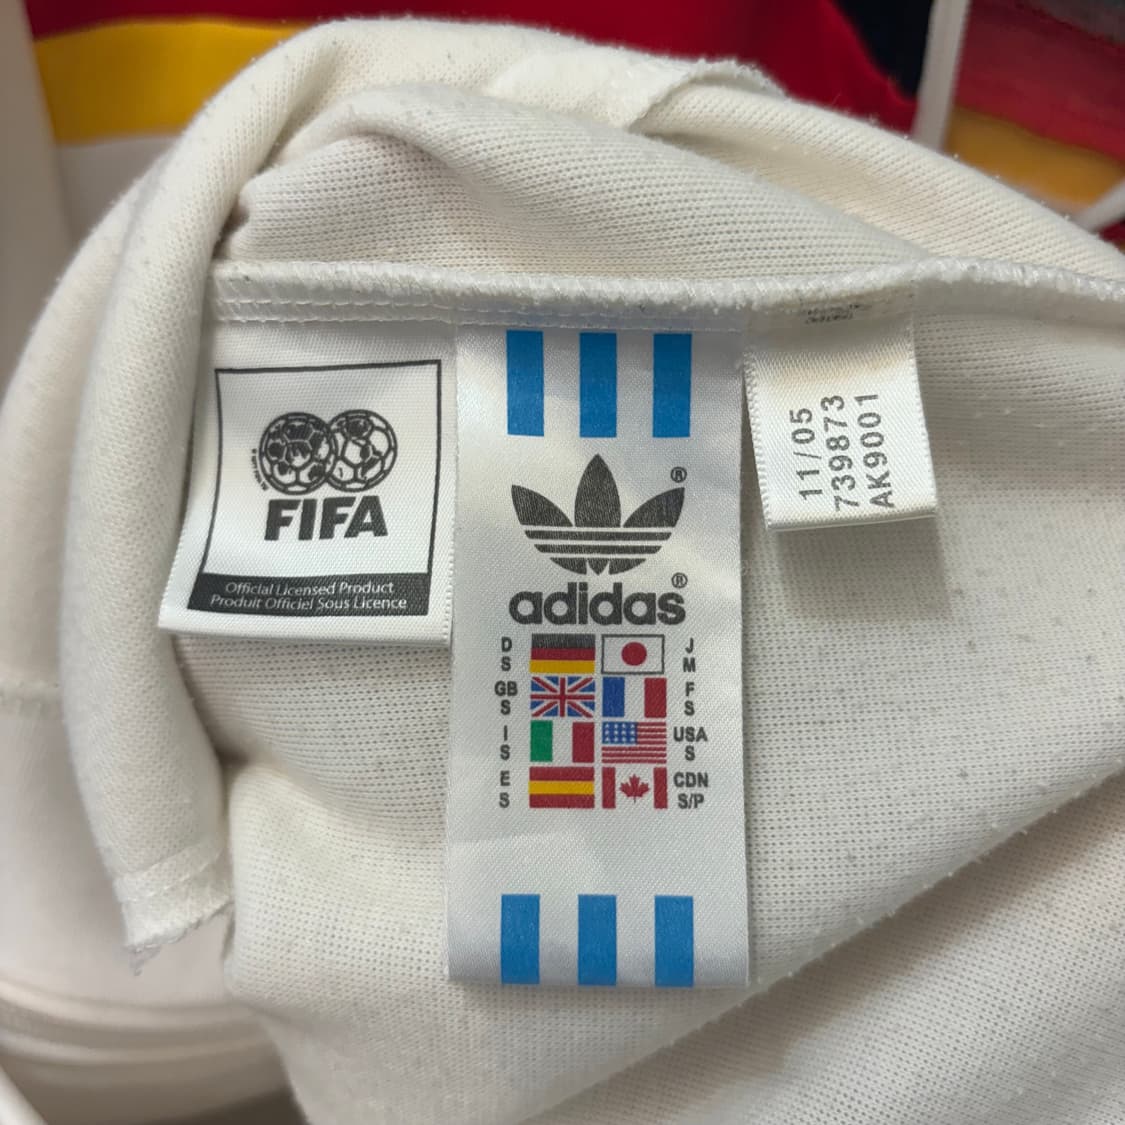 FIFA
Official Licensed Product
Produit Officiel Sous Licence
®
adidas®
D
S
J
M
GB
S
F
S
I
S
USA
S
E
S
CDN
S/P
11/05
739873
AK9001